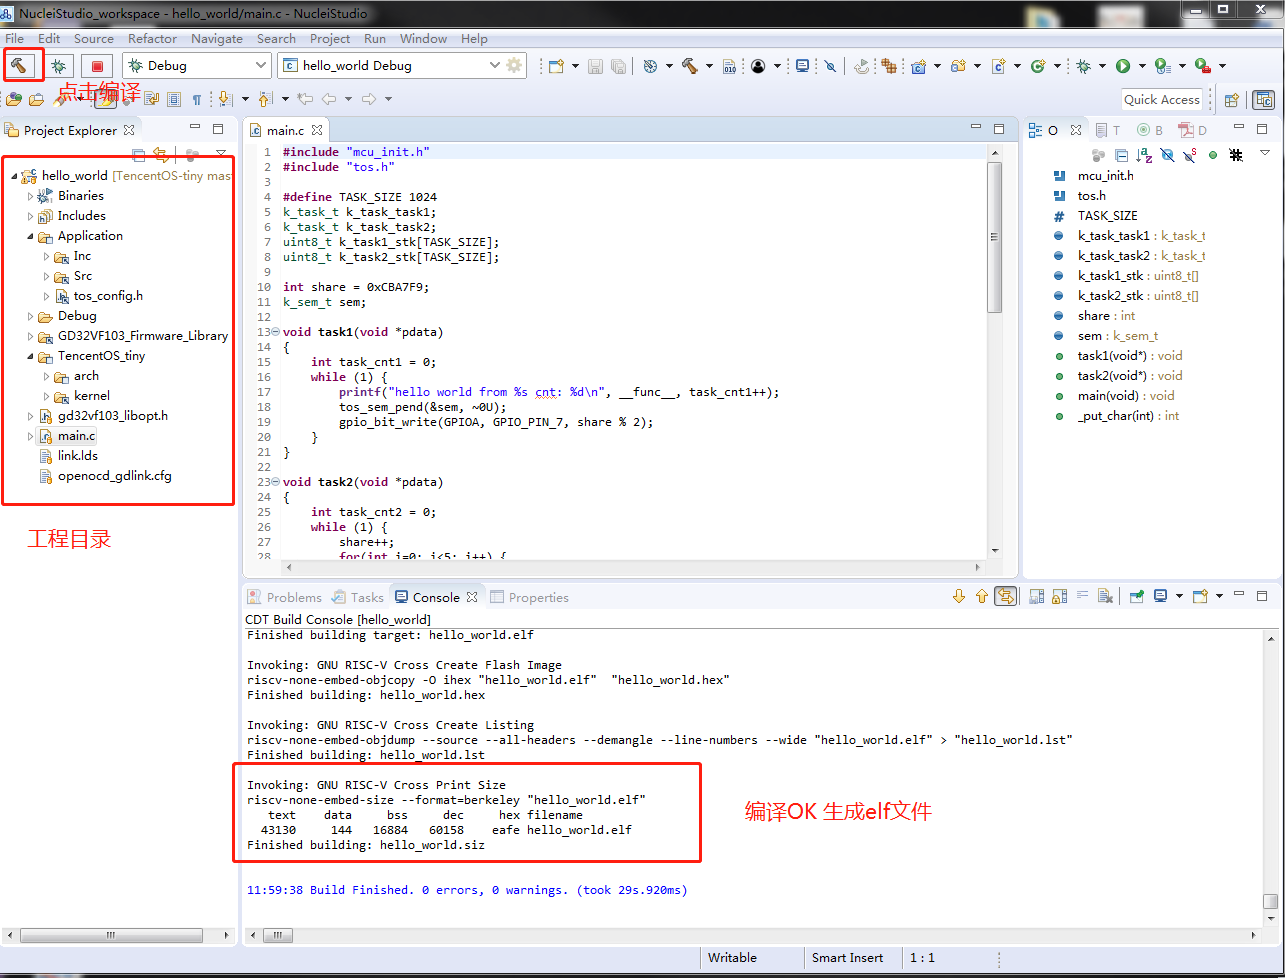 NucleiStudio_workspace - hello_world/main.c - NucleiStudio
File Edit Source Refactor Navigate Search Project Run Window Help
Debug
hello_world Debug
点击编译
Quick Access
Project Explorer
hello_world [TencentOS-tiny mast
Binaries
Includes
Application
Inc
Src
tos_config.h
Debug
GD32VF103_Firmware_Library
TencentOS_tiny
arch
kernel
gd32vf103_libopt.h
main.c
link.lds
openocd_gdlink.cfg
工程目录
main.c
1 #include "mcu_init.h"
2 #include "tos.h"
3
4 #define TASK_SIZE 1024
5 k_task_t k_task_task1;
6 k_task_t k_task_task2;
7 uint8_t k_task1_stk[TASK_SIZE];
8 uint8_t k_task2_stk[TASK_SIZE];
9
10 int share = 0xCBA7F9;
11 k_sem_t sem;
12
13 void task1(void *pdata)
14 {
15 int task_cnt1 = 0;
16 while (1) {
17 printf("hello world from %s cnt: %d\n", __func__, task_cnt1++);
18 tos_sem_pend(&sem, ~0U);
19 gpio_bit_write(GPIOA, GPIO_PIN_7, share % 2);
20 }
21 }
22
23 void task2(void *pdata)
24 {
25 int task_cnt2 = 0;
26 while (1) {
27 share++;
28 for(int i=0; i<5; i++) {
O T B D
mcu_init.h
tos.h
TASK_SIZE
k_task_task1 : k_task_t
k_task_task2 : k_task_t
k_task1_stk : uint8_t[]
k_task2_stk : uint8_t[]
share : int
sem : k_sem_t
task1(void*) : void
task2(void*) : void
main(void) : void
_put_char(int) : int
Problems Tasks Console Properties
CDT Build Console [hello_world]
Finished building target: hello_world.elf
Invoking: GNU RISC-V Cross Create Flash Image
riscv-none-embed-objcopy -O ihex "hello_world.elf" "hello_world.hex"
Finished building: hello_world.hex
Invoking: GNU RISC-V Cross Create Listing
riscv-none-embed-objdump --source --all-headers --demangle --line-numbers --wide "hello_world.elf" > "hello_world.lst"
Finished building: hello_world.lst
Invoking: GNU RISC-V Cross Print Size
riscv-none-embed-size --format=berkeley "hello_world.elf"
text data bss dec hex filename
43130 144 16884 60158 eafe hello_world.elf
Finished building: hello_world.siz
编译OK 生成elf文件
11:59:38 Build Finished. 0 errors, 0 warnings. (took 29s.920ms)
Writable
Smart Insert
1 : 1